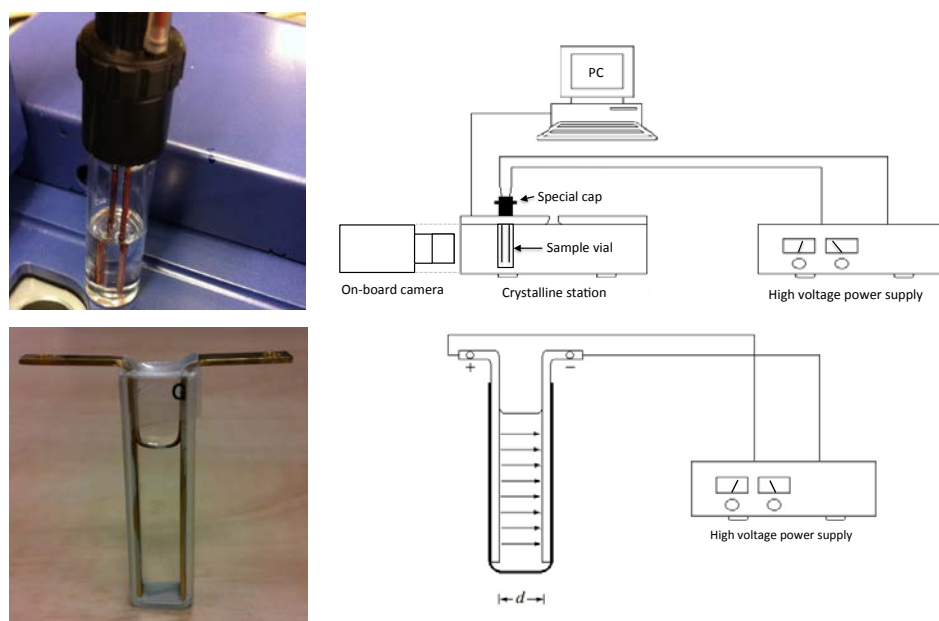 PC
Special cap
Sample vial
On-board camera
Crystalline station
High voltage power supply
D
+
−
High voltage power supply
d